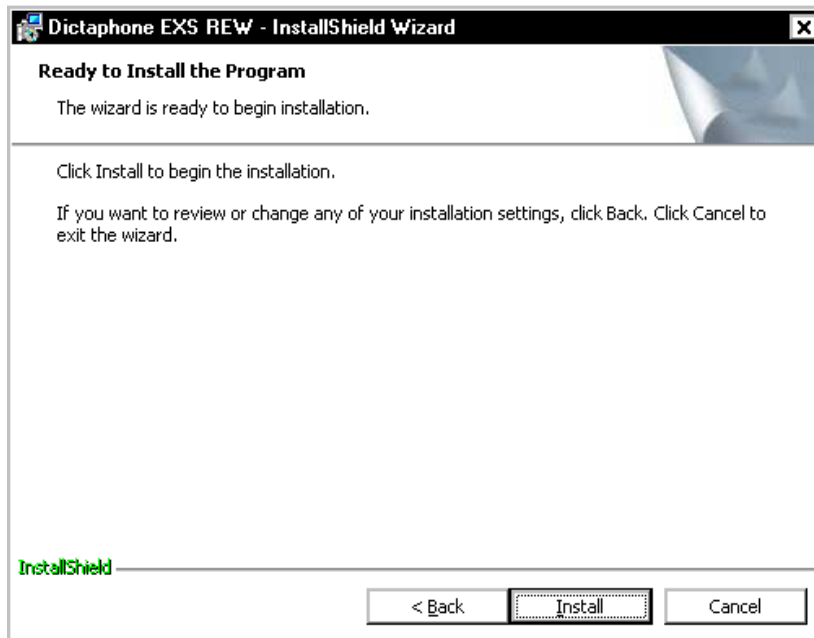 Dictaphone EXS REW - InstallShield Wizard
Ready to Install the Program
The wizard is ready to begin installation.
Click Install to begin the installation.
If you want to review or change any of your installation settings, click Back. Click Cancel to
exit the wizard.
InstallShield
< Back
Install
Cancel